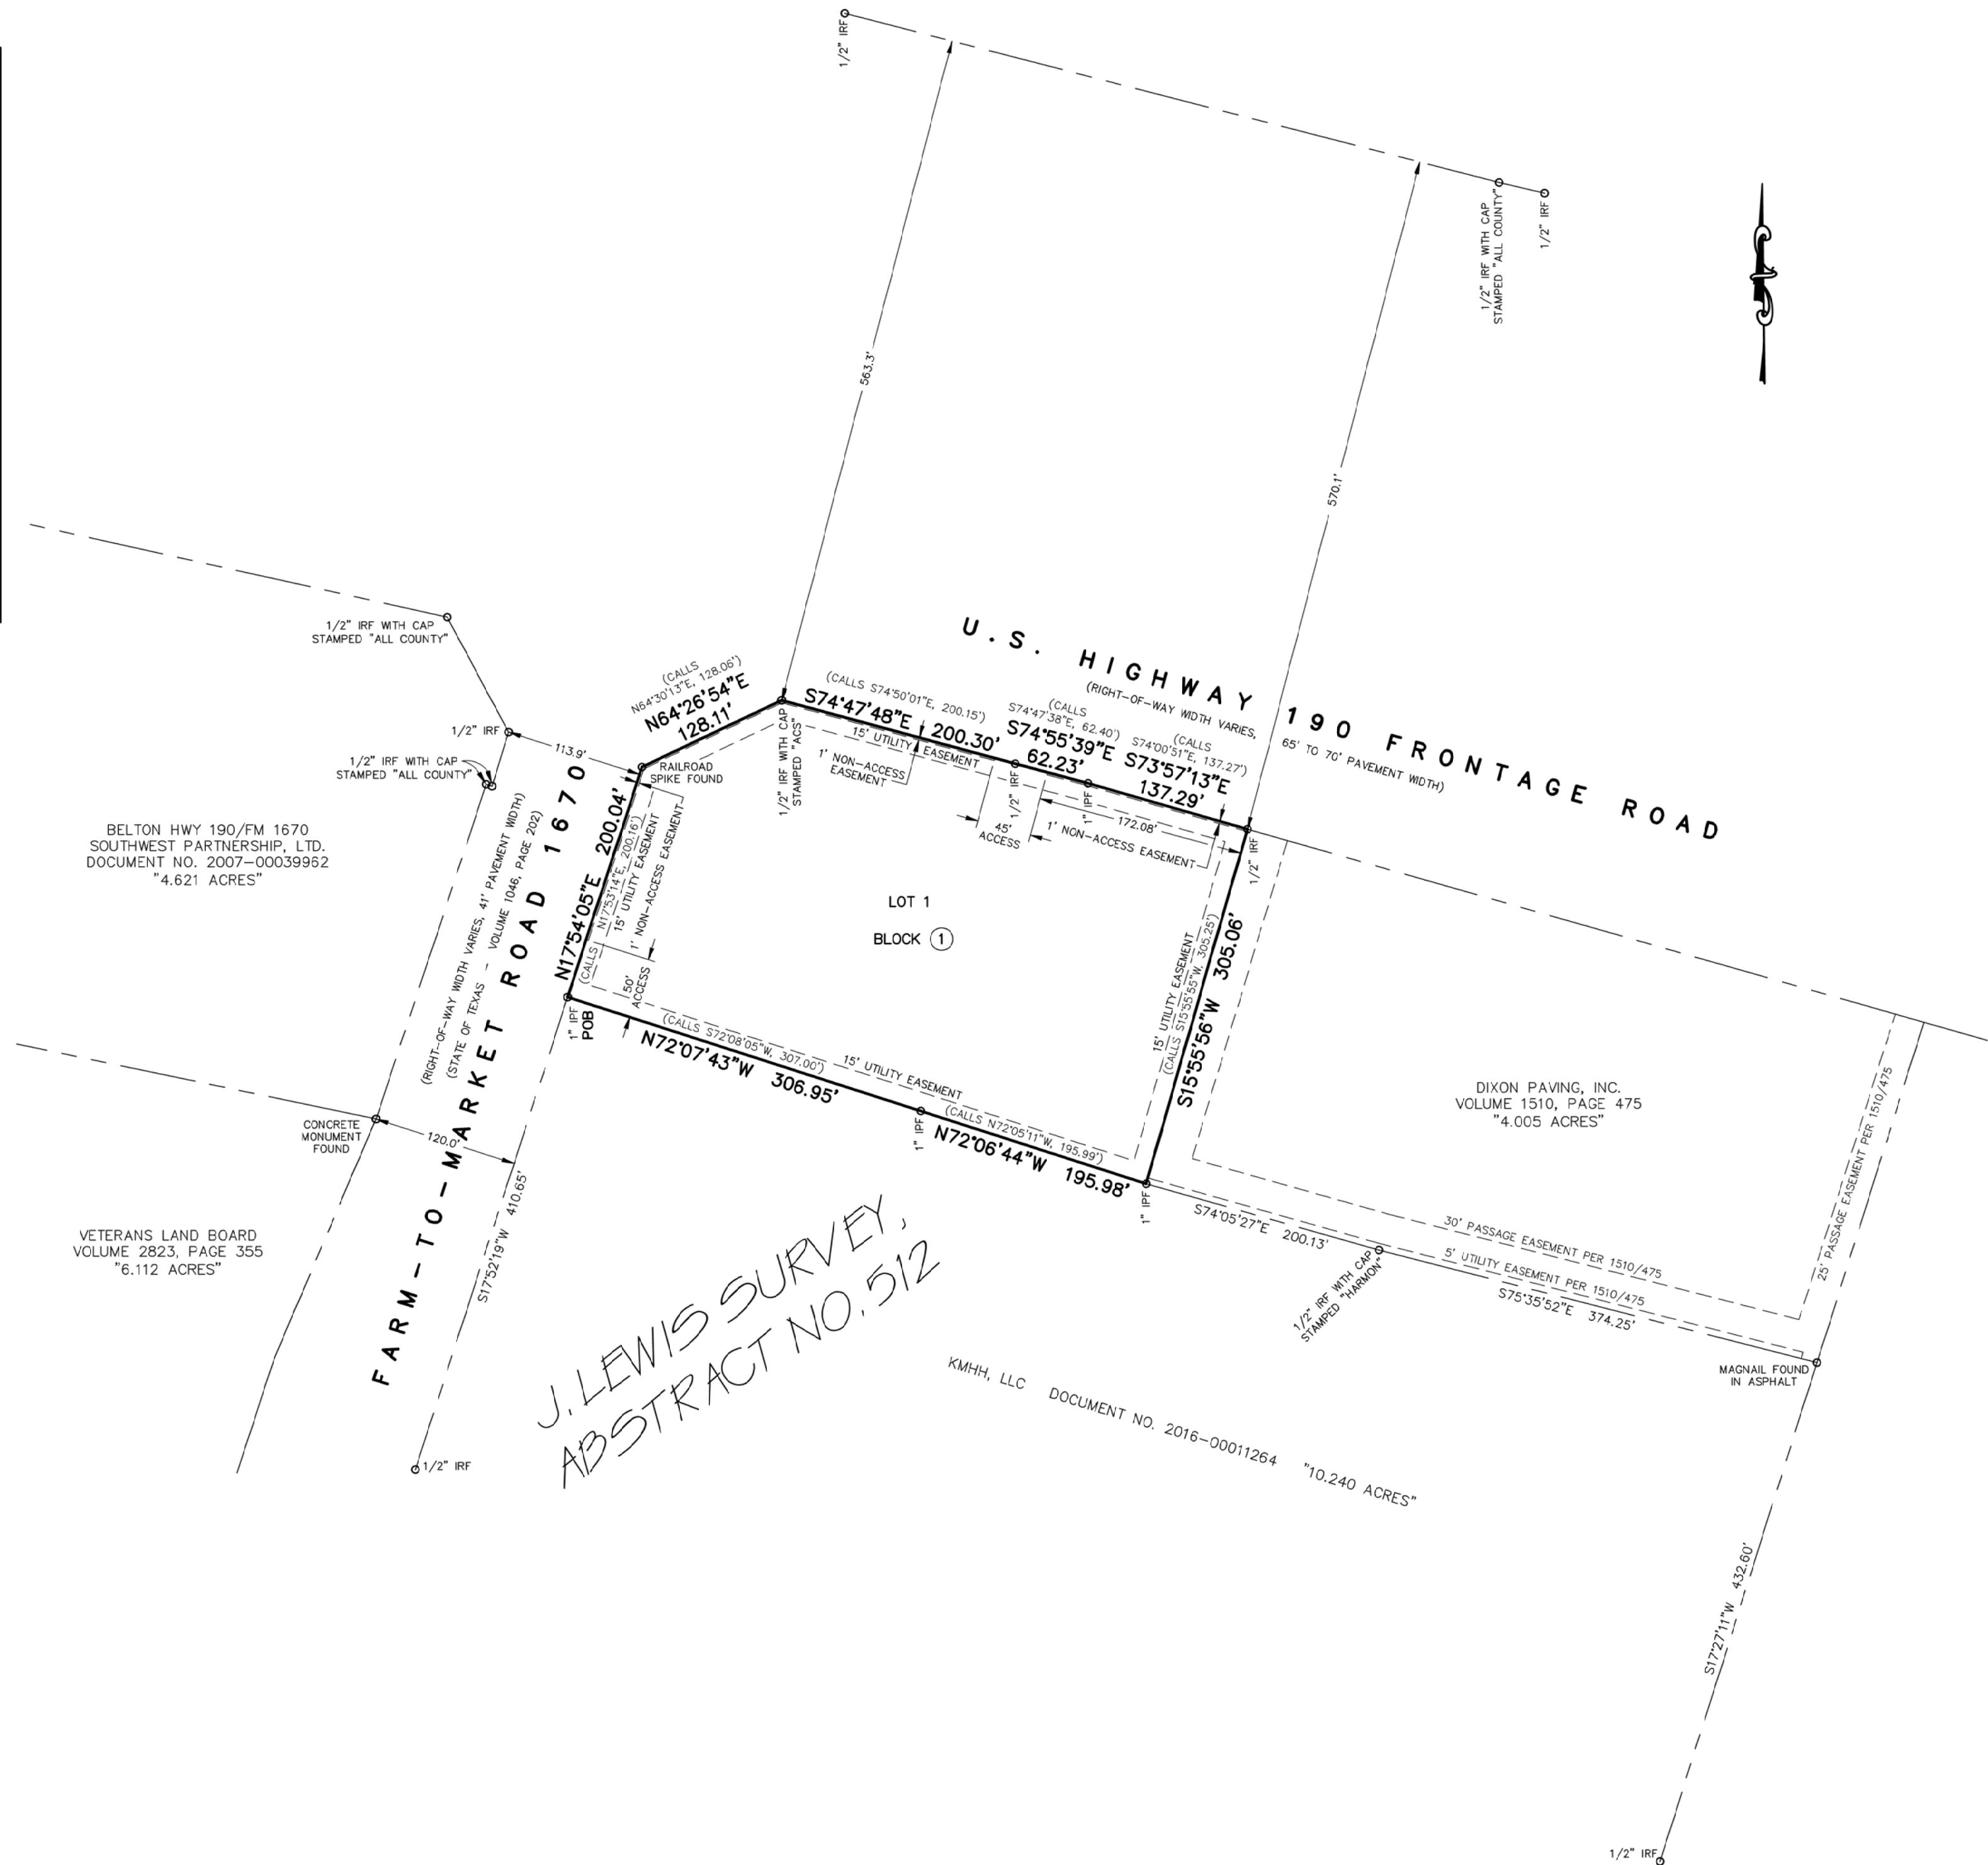 1/2" IRF
1/2" IRF WITH CAP
STAMPED "ALL COUNTY"
1/2" IRF
563.3'
570.1'
U.S. HIGHWAY 190 FRONTAGE ROAD
(RIGHT-OF-WAY WIDTH VARIES,
65' TO 70' PAVEMENT WIDTH)
1/2" IRF WITH CAP
STAMPED "ALL COUNTY"
1/2" IRF
113.9'
1/2" IRF WITH CAP
STAMPED "ALL COUNTY"
RAILROAD
SPIKE FOUND
(CALLS
N64°30'13"E, 128.06')
N64°26'54"E
128.11'
1/2" IRF WITH CAP
STAMPED "ACS"
(CALLS S74°50'01"E, 200.15')
S74°47'48"E 200.30'
15' UTILITY EASEMENT
1' NON-ACCESS
EASEMENT
(CALLS
S74°47'38"E, 62.40')
S74°55'39"E
62.23'
(CALLS
S74°00'51"E, 137.27')
S73°57'13"E
137.29'
1/2" IRF
1" IPF
45'
ACCESS
172.08'
1' NON-ACCESS EASEMENT
1/2" IRF
BELTON HWY 190/FM 1670
SOUTHWEST PARTNERSHIP, LTD.
DOCUMENT NO. 2007-00039962
"4.621 ACRES"
(RIGHT-OF-WAY WIDTH VARIES, 41' PAVEMENT WIDTH)
(STATE OF TEXAS - VOLUME 1046, PAGE 202)
FARM-TO-MARKET ROAD 1670
N17°54'05"E 200.04'
(CALLS N17°53'14"E, 200.16')
15' UTILITY EASEMENT
1' NON-ACCESS EASEMENT
50'
ACCESS
LOT 1
BLOCK 1
15' UTILITY EASEMENT
(CALLS S15°55'55"W, 305.25')
S15°55'56"W 305.06'
1" IPF
POB
(CALLS S72°08'05"W, 307.00')
N72°07'43"W 306.95'
15' UTILITY EASEMENT
1" IPF
(CALLS N72°05'11"W, 195.99')
N72°06'44"W 195.98'
1" IPF
DIXON PAVING, INC.
VOLUME 1510, PAGE 475
"4.005 ACRES"
25' PASSAGE EASEMENT PER 1510/475
30' PASSAGE EASEMENT PER 1510/475
5' UTILITY EASEMENT PER 1510/475
S74°05'27"E 200.13'
1/2" IRF WITH CAP
STAMPED "HARMON"
S75°35'52"E 374.25'
MAGNAIL FOUND
IN ASPHALT
CONCRETE
MONUMENT
FOUND
120.0'
VETERANS LAND BOARD
VOLUME 2823, PAGE 355
"6.112 ACRES"
S17°52'19"W 410.65'
1/2" IRF
J. LEWIS SURVEY,
ABSTRACT NO. 512
KMHH, LLC DOCUMENT NO. 2016-00011264 "10.240 ACRES"
S17°27'11"W 432.60'
1/2" IRF